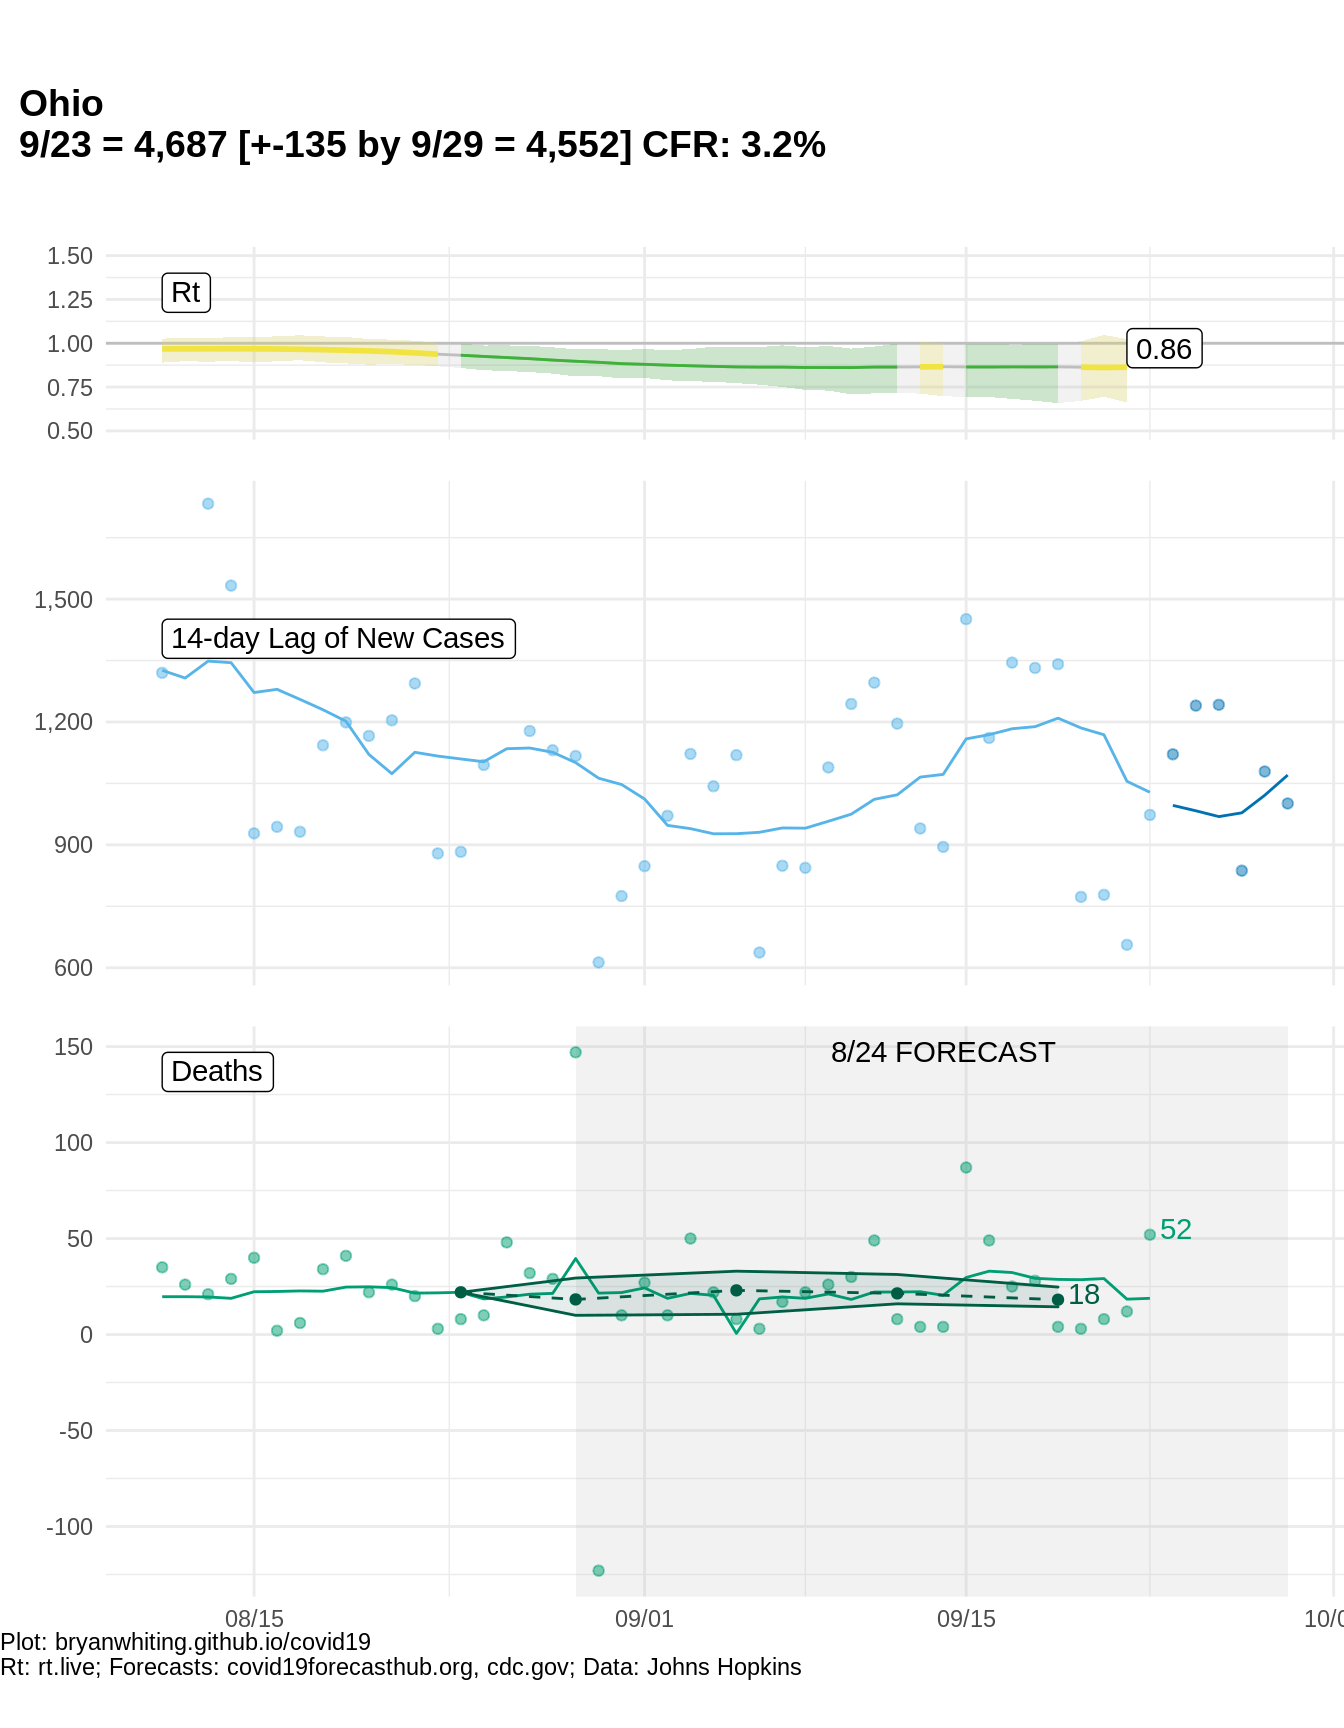 Ohio
9/23 = 4,687 [+-135 by 9/29 = 4,552] CFR: 3.2%
1.50
1.25
1.00
0.75
0.50
Rt
0.86
1,500
1,200
900
600
14-day Lag of New Cases
150
100
50
0
-50
-100
Deaths
8/24 FORECAST
52
18
08/15
09/01
09/15
10/0
Plot: bryanwhiting.github.io/covid19
Rt: rt.live; Forecasts: covid19forecasthub.org, cdc.gov; Data: Johns Hopkins